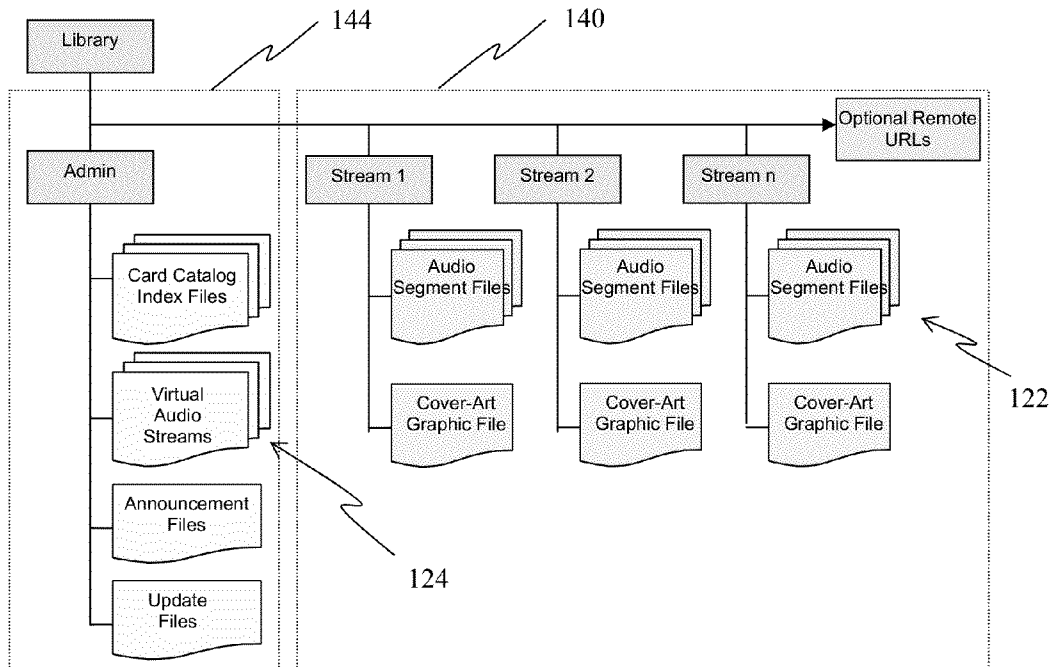 Library
144
140
Optional Remote
URLs
Admin
Stream 1
Stream 2
Stream n
Card Catalog
Index Files
Audio
Segment Files
Audio
Segment Files
Audio
Segment Files
122
Virtual
Audio
Streams
Cover-Art
Graphic File
Cover-Art
Graphic File
Cover-Art
Graphic File
Announcement
Files
124
Update
Files